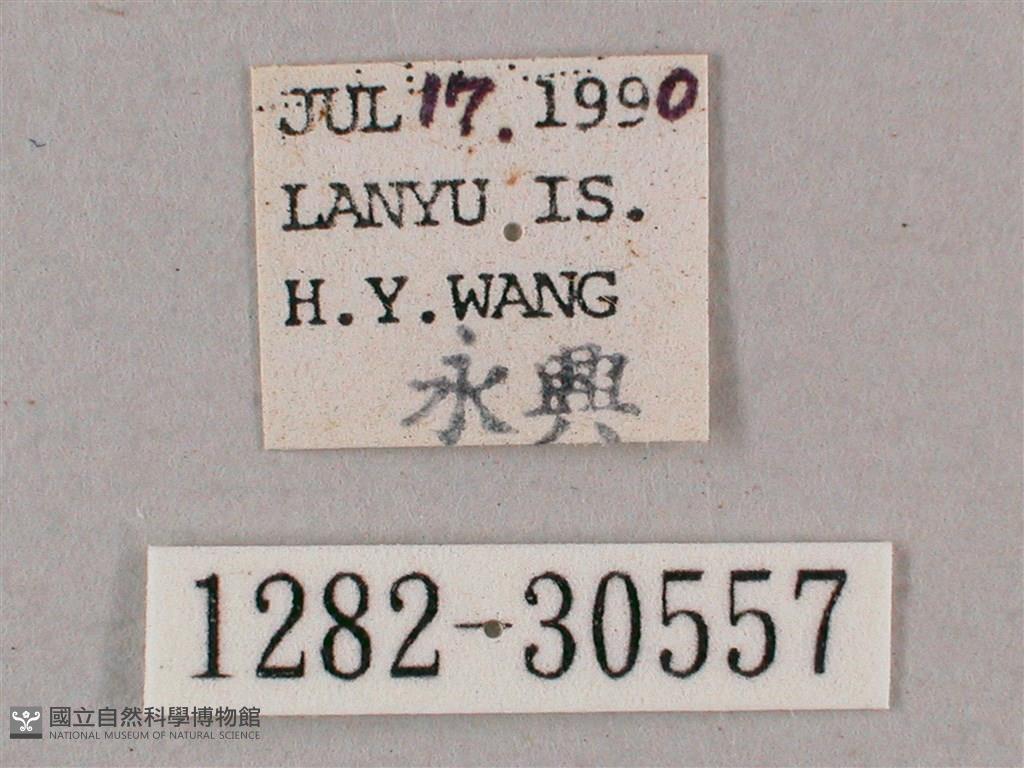 JUL 17. 1990
LANYU IS.
H.Y.WANG
永興
1282-30557
國立自然科學博物館
NATIONAL MUSEUM OF NATURAL SCIENCE